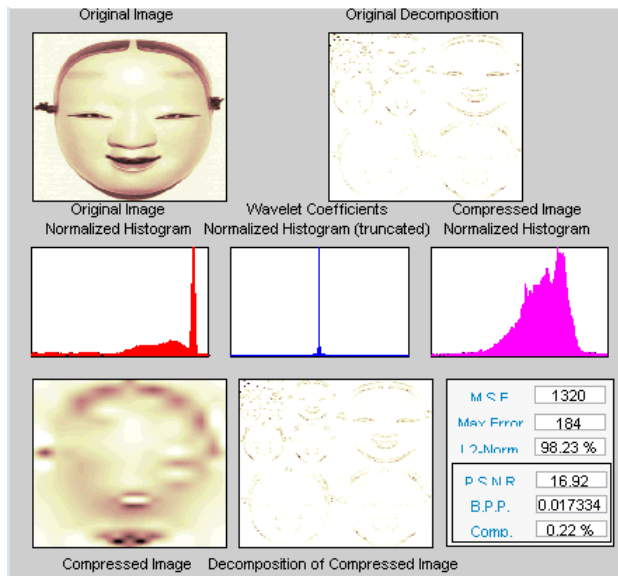 Original Image
Original Decomposition
Original Image
Normalized Histogram
Wavelet Coefficients
Normalized Histogram (truncated)
Compressed Image
Normalized Histogram
M.S.E. 1320
Max Error 184
L2-Norm 98.23 %
P.S.N.R. 16.92
B.P.P. 0.017334
Comp. 0.22 %
Compressed Image
Decomposition of Compressed Image